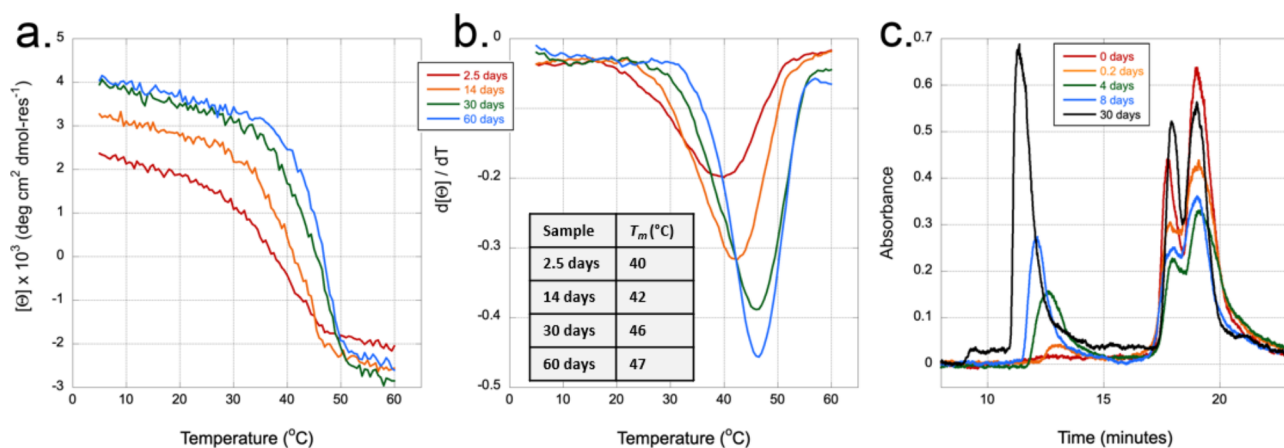 a.
[Θ] x 10³ (deg cm² dmol-res⁻¹)
5
4
3
2
1
0
-1
-2
-3
0 10 20 30 40 50 60
Temperature (°C)
2.5 days
14 days
30 days
60 days
b.
d[Θ] / dT
0
-0.1
-0.2
-0.3
-0.4
-0.5
0 10 20 30 40 50 60
Temperature (°C)
Sample Tm (°C)
2.5 days 40
14 days 42
30 days 46
60 days 47
c.
Absorbance
0.7
0.6
0.5
0.4
0.3
0.2
0.1
0
10 15 20
Time (minutes)
0 days
0.2 days
4 days
8 days
30 days